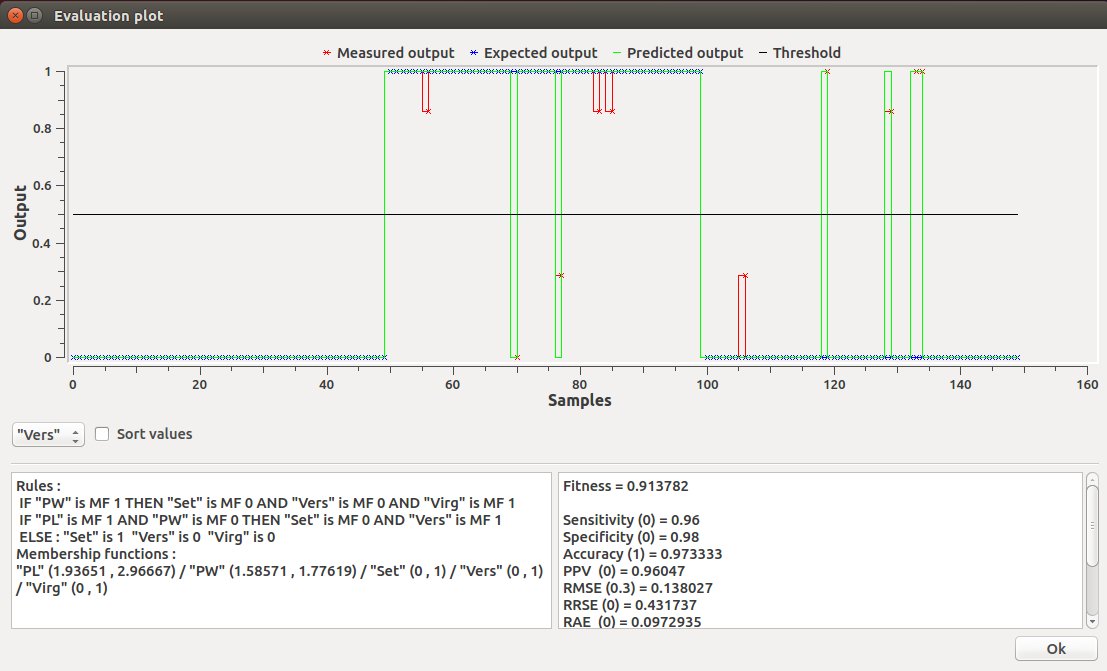 Evaluation plot
Measured output Expected output Predicted output Threshold
1
0.8
0.6
0.4
0.2
0
Output
0 20 40 60 80 100 120 140 160
Samples
"Vers" Sort values
Rules :
IF "PW" is MF 1 THEN "Set" is MF 0 AND "Vers" is MF 0 AND "Virg" is MF 1
IF "PL" is MF 1 AND "PW" is MF 0 THEN "Set" is MF 0 AND "Vers" is MF 1
ELSE : "Set" is 1 "Vers" is 0 "Virg" is 0
Membership functions :
"PL" (1.93651 , 2.96667) / "PW" (1.58571 , 1.77619) / "Set" (0 , 1) / "Vers" (0 , 1)
/ "Virg" (0 , 1)
Fitness = 0.913782
Sensitivity (0) = 0.96
Specificity (0) = 0.98
Accuracy (1) = 0.973333
PPV (0) = 0.96047
RMSE (0.3) = 0.138027
RRSE (0) = 0.431737
RAE (0) = 0.0972935
Ok